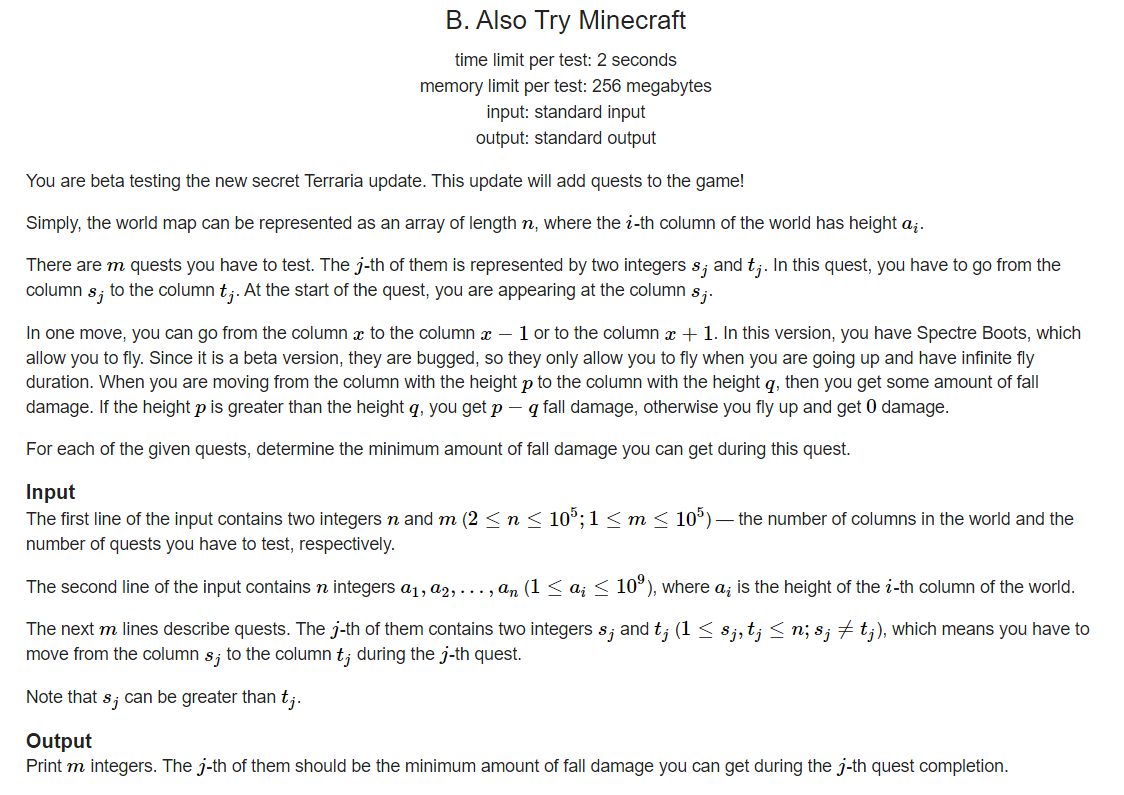 B. Also Try Minecraft
time limit per test: 2 seconds
memory limit per test: 256 megabytes
input: standard input
output: standard output
You are beta testing the new secret Terraria update. This update will add quests to the game!
Simply, the world map can be represented as an array of length n, where the i-th column of the world has height a_i.
There are m quests you have to test. The j-th of them is represented by two integers s_j and t_j. In this quest, you have to go from the
column s_j to the column t_j. At the start of the quest, you are appearing at the column s_j.
In one move, you can go from the column x to the column x − 1 or to the column x + 1. In this version, you have Spectre Boots, which
allow you to fly. Since it is a beta version, they are bugged, so they only allow you to fly when you are going up and have infinite fly
duration. When you are moving from the column with the height p to the column with the height q, then you get some amount of fall
damage. If the height p is greater than the height q, you get p − q fall damage, otherwise you fly up and get 0 damage.
For each of the given quests, determine the minimum amount of fall damage you can get during this quest.
Input
The first line of the input contains two integers n and m (2 ≤ n ≤ 10^5; 1 ≤ m ≤ 10^5) — the number of columns in the world and the
number of quests you have to test, respectively.
The second line of the input contains n integers a_1, a_2, . . . , a_n (1 ≤ a_i ≤ 10^9), where a_i is the height of the i-th column of the world.
The next m lines describe quests. The j-th of them contains two integers s_j and t_j (1 ≤ s_j, t_j ≤ n; s_j ≠ t_j), which means you have to
move from the column s_j to the column t_j during the j-th quest.
Note that s_j can be greater than t_j.
Output
Print m integers. The j-th of them should be the minimum amount of fall damage you can get during the j-th quest completion.